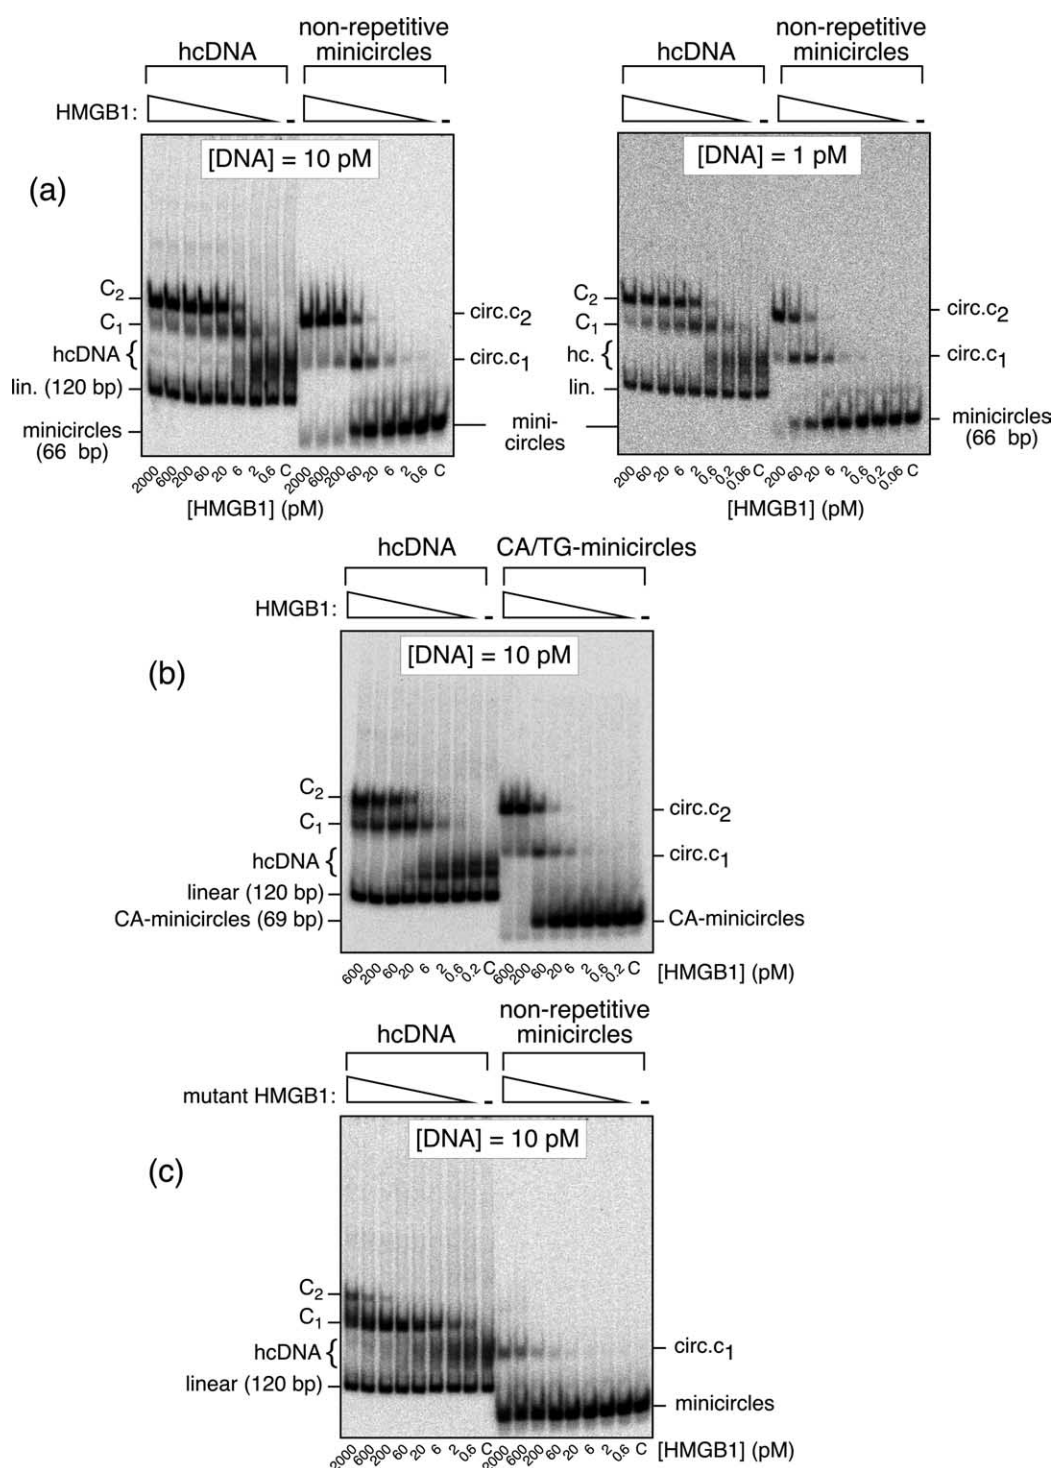 hcDNA
non-repetitive
minicircles
hcDNA
non-repetitive
minicircles
HMGB1:
-
-
-
-
(a)
[DNA] = 10 pM
[DNA] = 1 pM
C2
C1
hcDNA {
lin. (120 bp)
minicircles
(66 bp)
circ.c2
circ.c1
mini-
circles
C2
C1
hc. {
lin.
circ.c2
circ.c1
minicircles
(66 bp)
2000 600 200 60 20 6 2 0.6 C 2000 600 200 60 20 6 2 0.6 C
[HMGB1] (pM)
200 60 20 6 2 0.6 0.2 0.06 C 200 60 20 6 2 0.6 0.2 0.06 C
[HMGB1] (pM)
hcDNA
CA/TG-minicircles
HMGB1:
-
-
(b)
[DNA] = 10 pM
C2
C1
hcDNA {
linear (120 bp)
CA-minicircles (69 bp)
circ.c2
circ.c1
CA-minicircles
600 200 60 20 6 2 0.6 0.2 C 600 200 60 20 6 2 0.6 0.2 C [HMGB1] (pM)
hcDNA
non-repetitive
minicircles
mutant HMGB1:
-
-
(c)
[DNA] = 10 pM
C2
C1
hcDNA {
linear (120 bp)
circ.c1
minicircles
2000 600 200 60 20 6 2 0.6 C 2000 600 200 60 20 6 2 0.6 C [HMGB1] (pM)